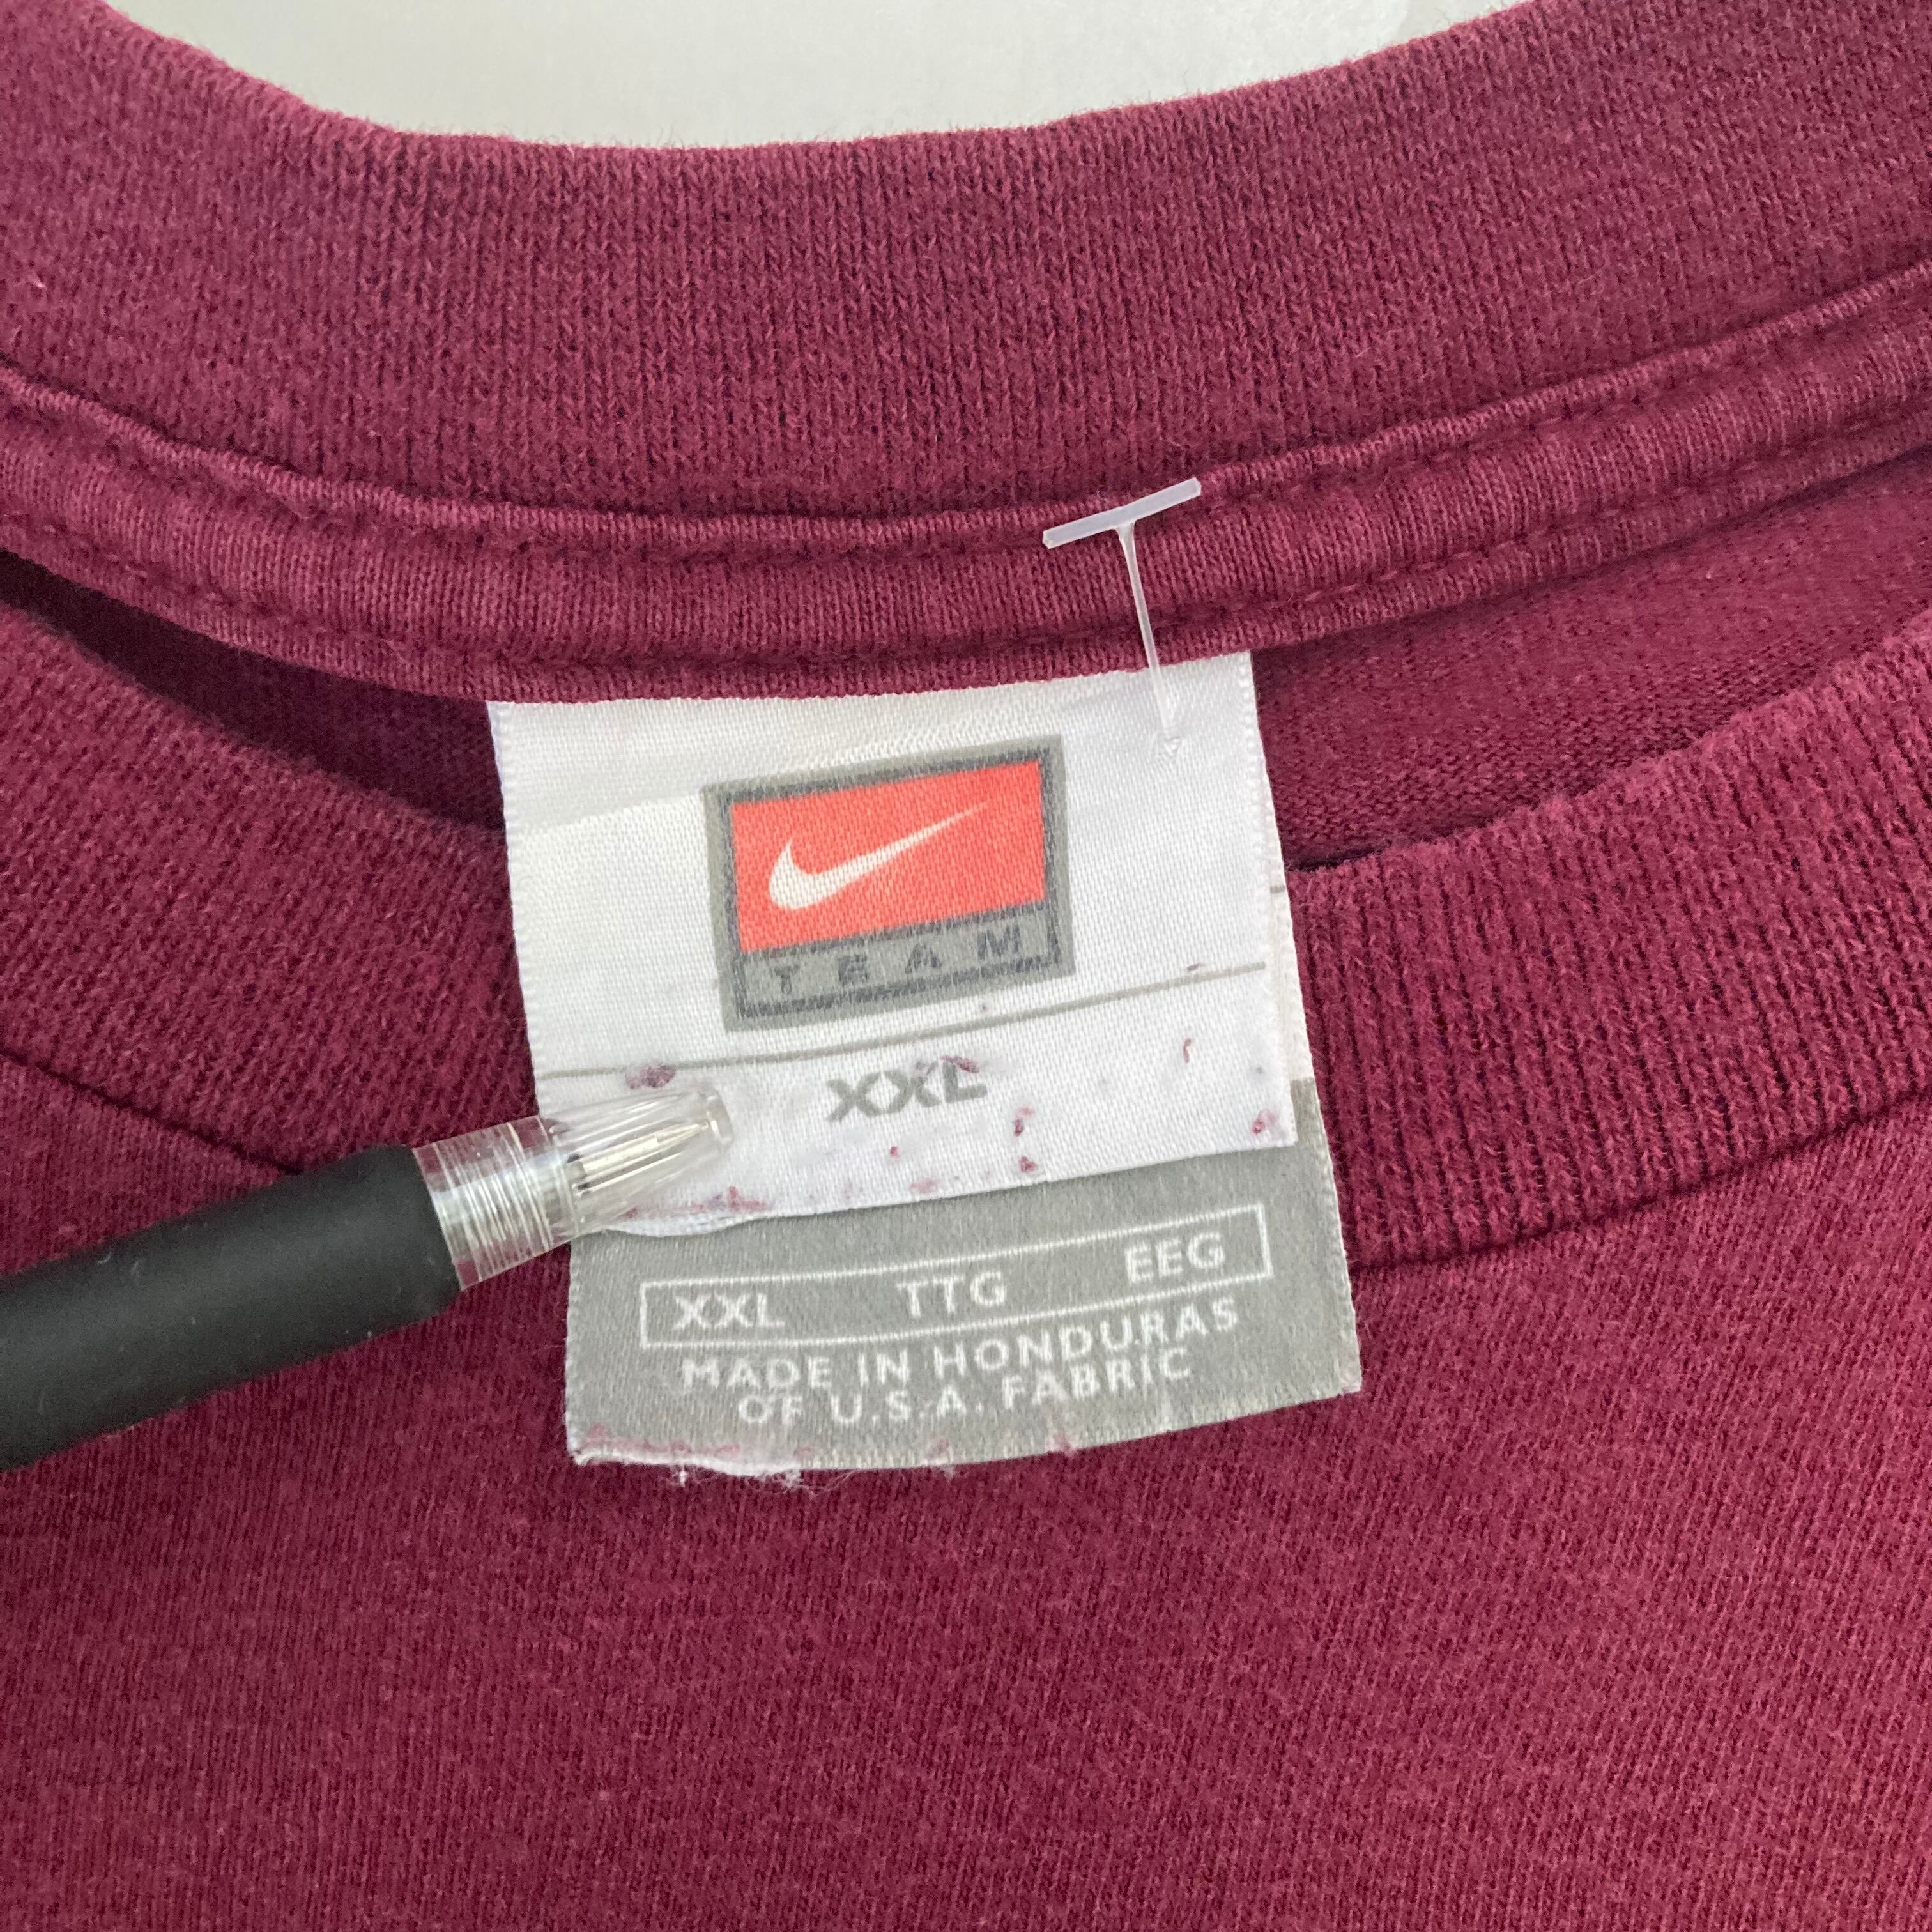 TEAM
XXL
XXL TTG EEG
MADE IN HONDURAS
OF U.S.A. FABRIC